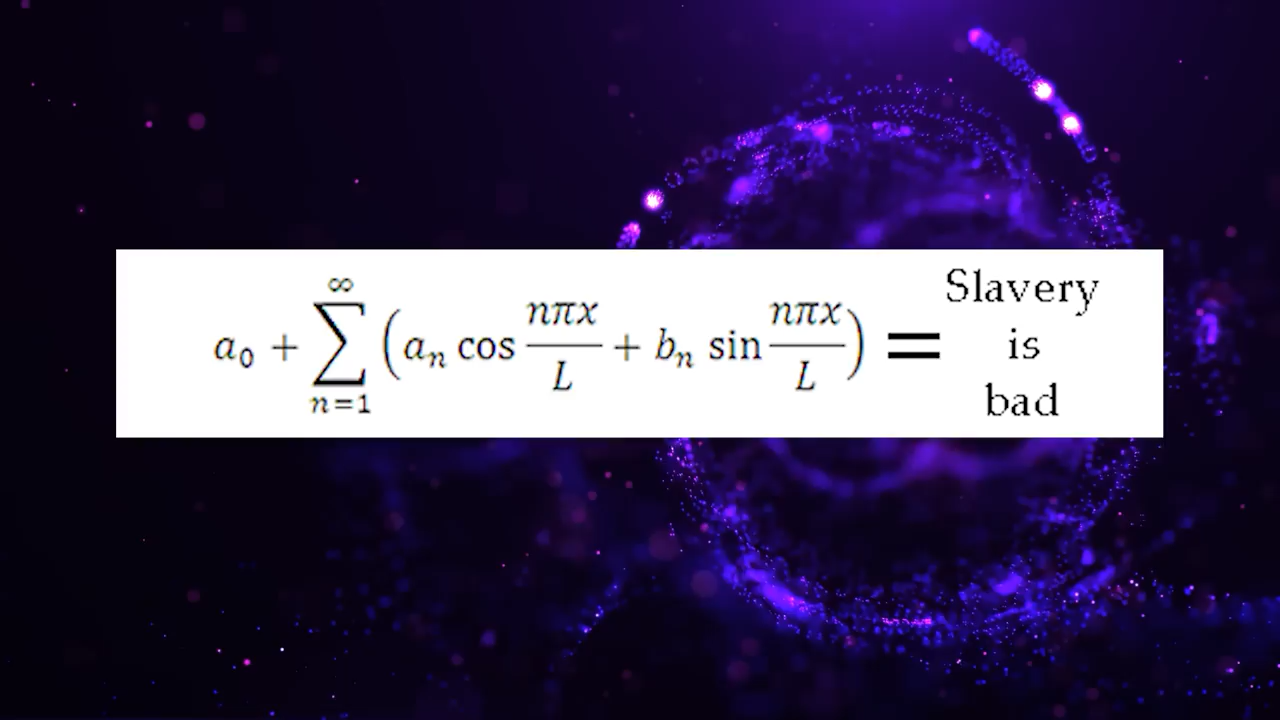 a₀ + ∑_{n=1}^{∞} (aₙ cos nπx/L + bₙ sin nπx/L) = Slavery
is
bad